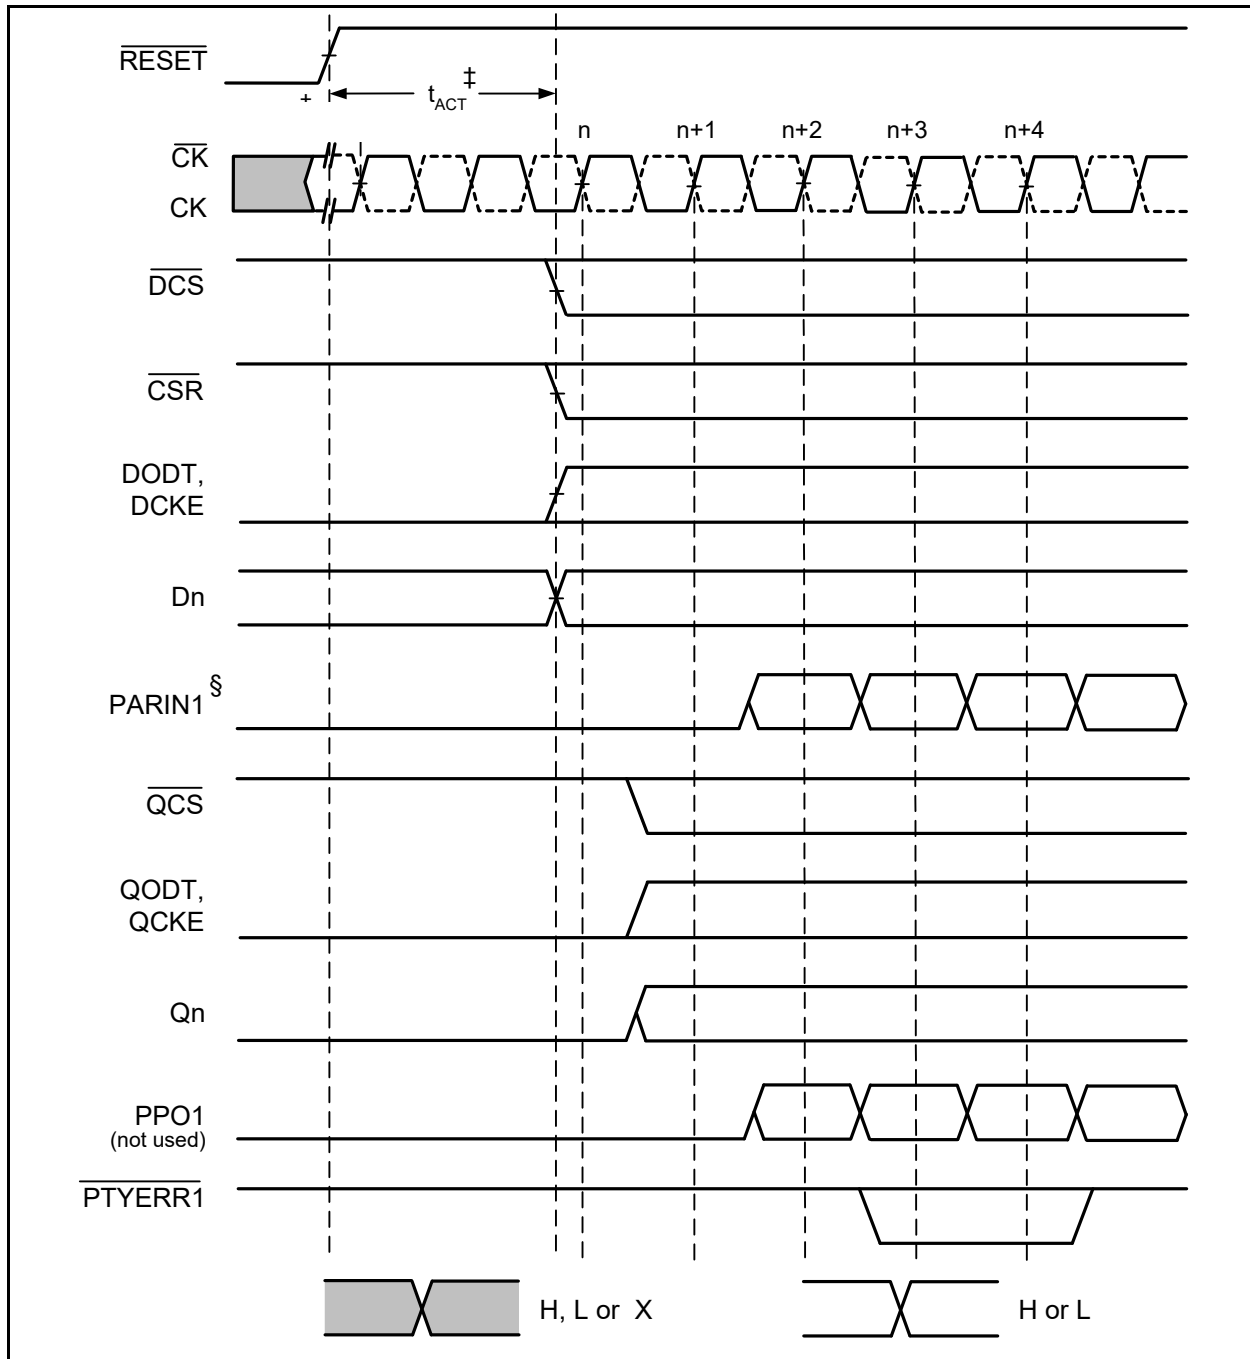 RESET
+
tACT‡
n n+1 n+2 n+3 n+4
CK
CK
DCS
CSR
DODT,
DCKE
Dn
PARIN1§
QCS
QODT,
QCKE
Qn
PPO1
(not used)
PTYERR1
H, L or X
H or L